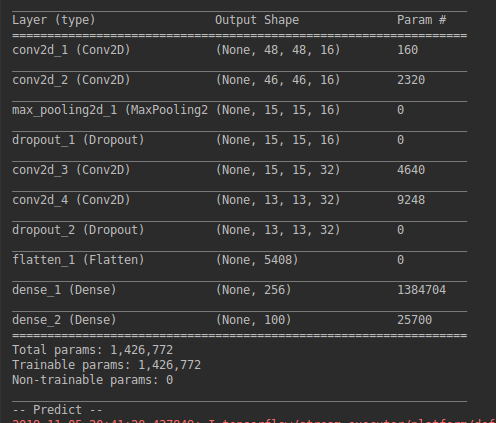 Layer (type) Output Shape Param #
=================================================================
conv2d_1 (Conv2D) (None, 48, 48, 16) 160
conv2d_2 (Conv2D) (None, 46, 46, 16) 2320
max_pooling2d_1 (MaxPooling2 (None, 15, 15, 16) 0
dropout_1 (Dropout) (None, 15, 15, 16) 0
conv2d_3 (Conv2D) (None, 15, 15, 32) 4640
conv2d_4 (Conv2D) (None, 13, 13, 32) 9248
dropout_2 (Dropout) (None, 13, 13, 32) 0
flatten_1 (Flatten) (None, 5408) 0
dense_1 (Dense) (None, 256) 1384704
dense_2 (Dense) (None, 100) 25700
=================================================================
Total params: 1,426,772
Trainable params: 1,426,772
Non-trainable params: 0
-- Predict --